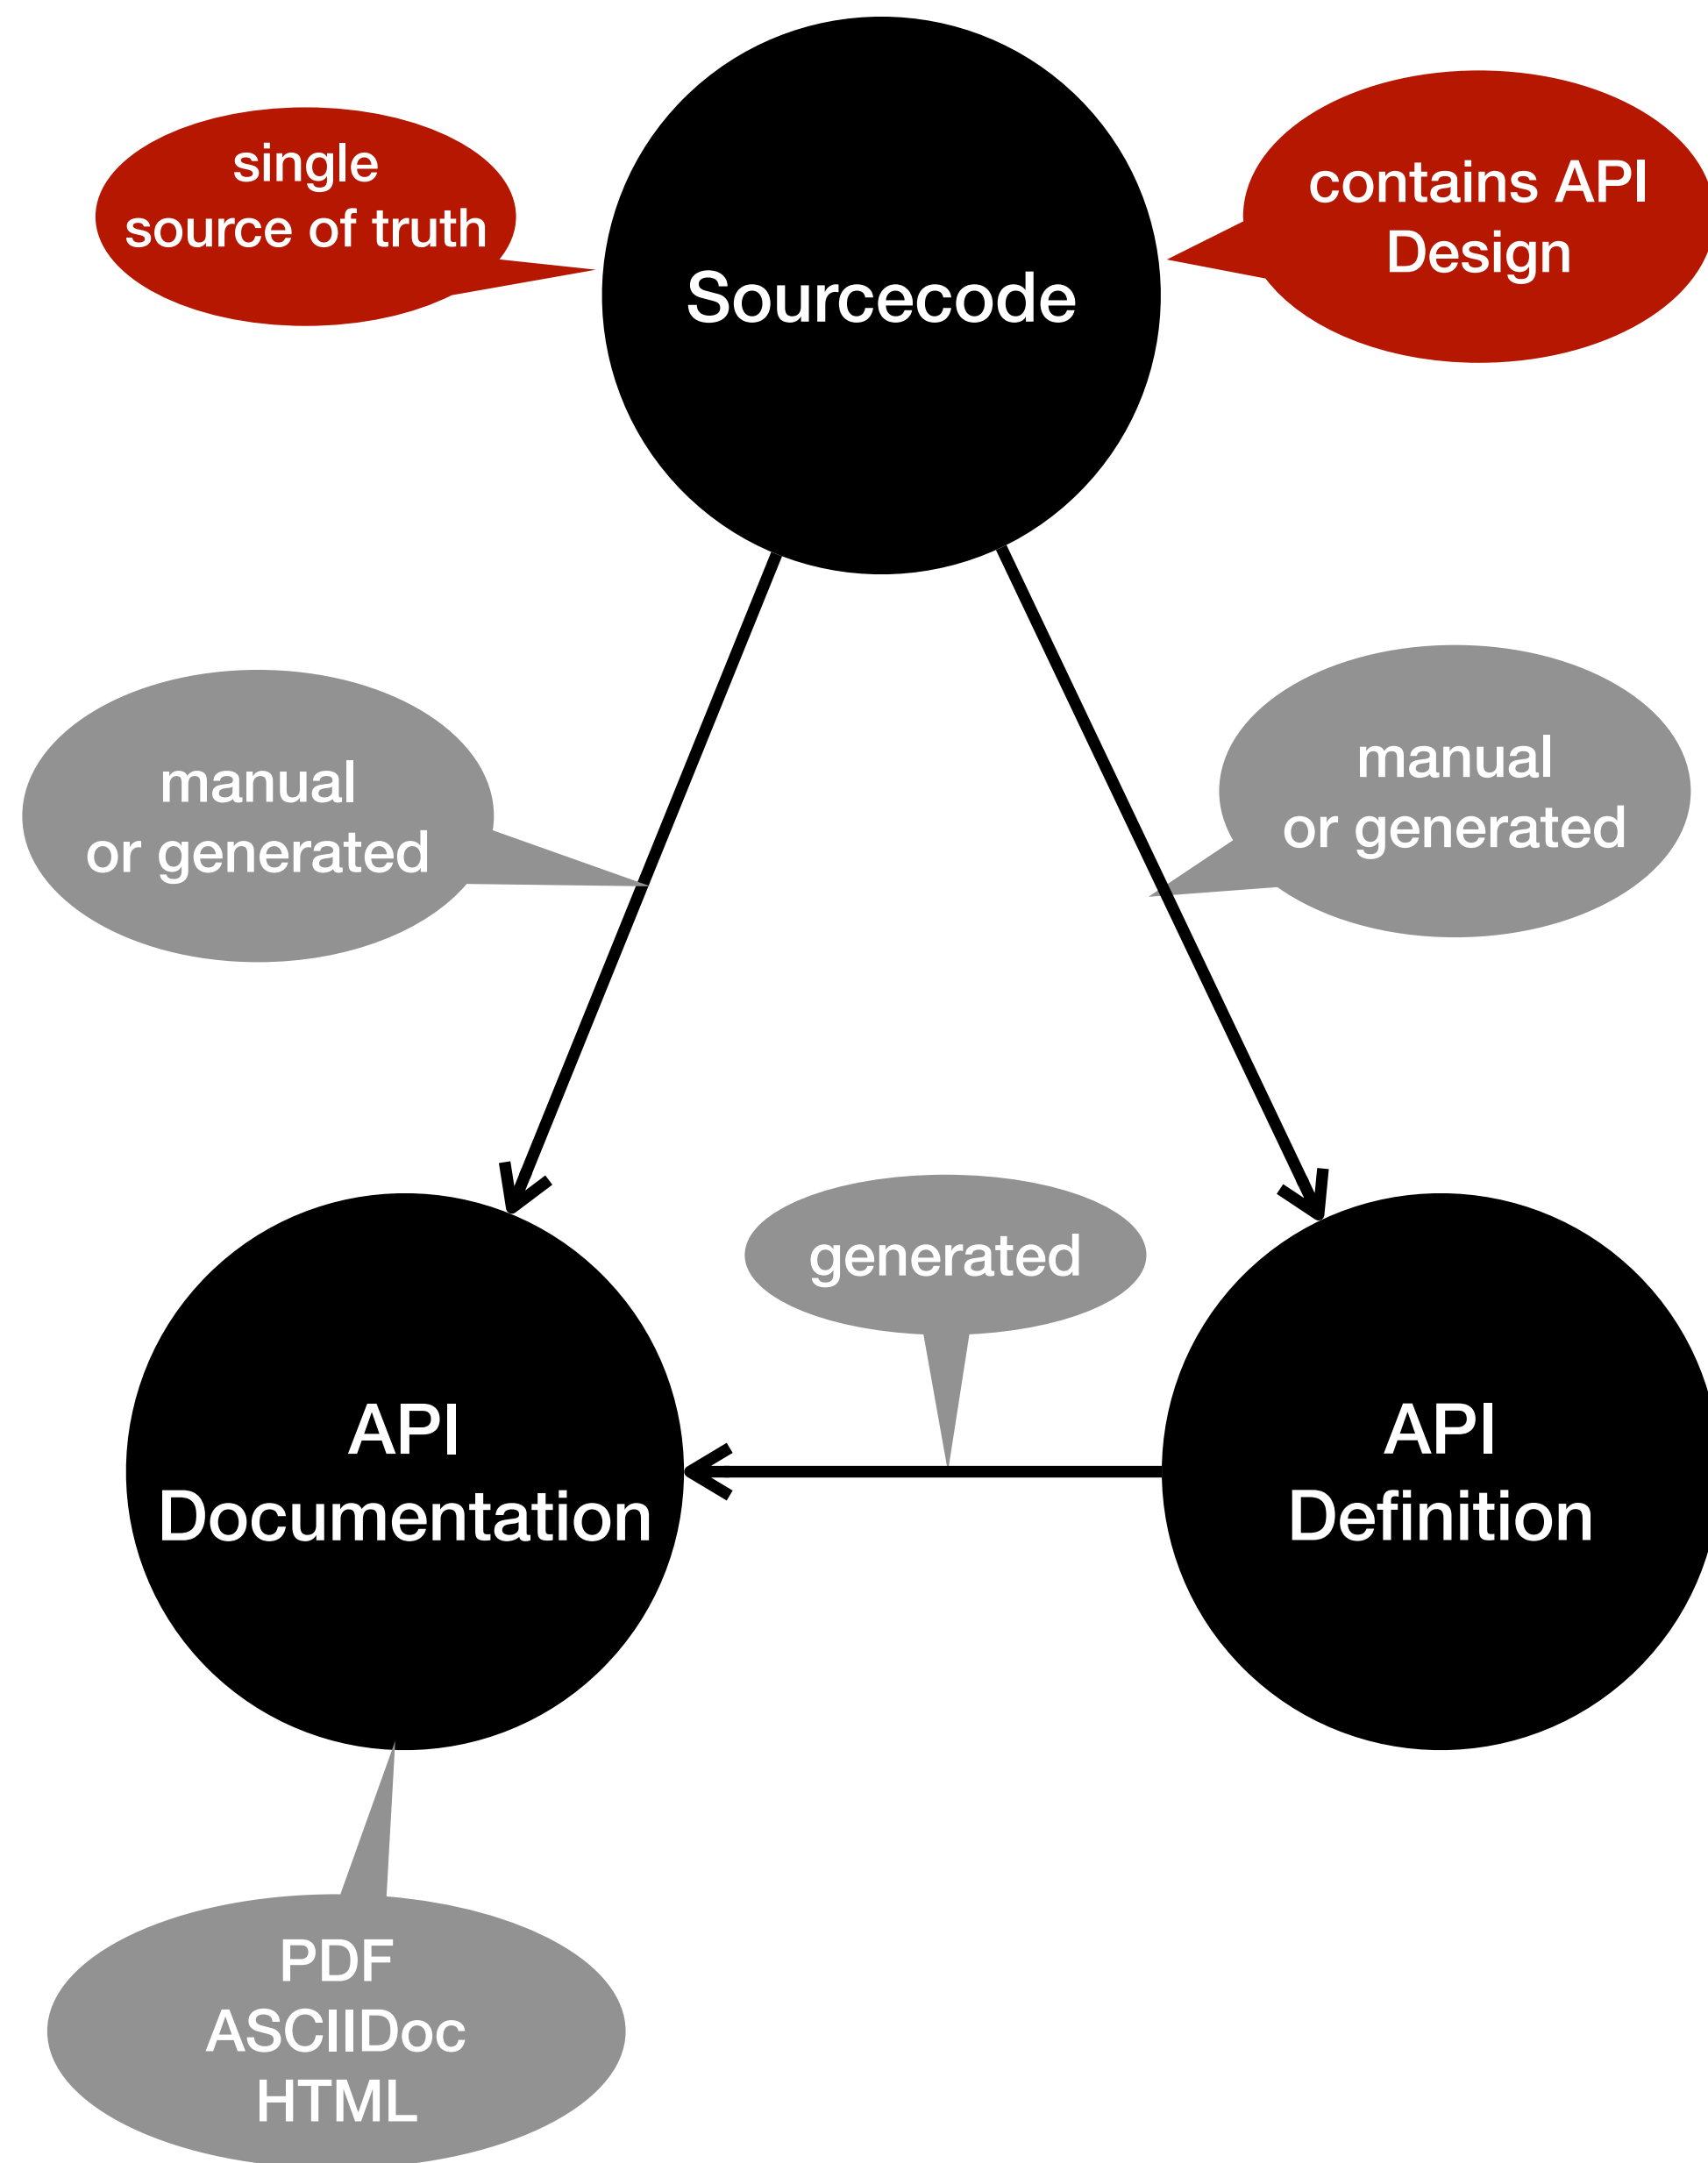 single
source of truth
contains API
Design
Sourcecode
manual
or generated
manual
or generated
generated
API
Documentation
API
Definition
PDF
ASCIIDoc
HTML